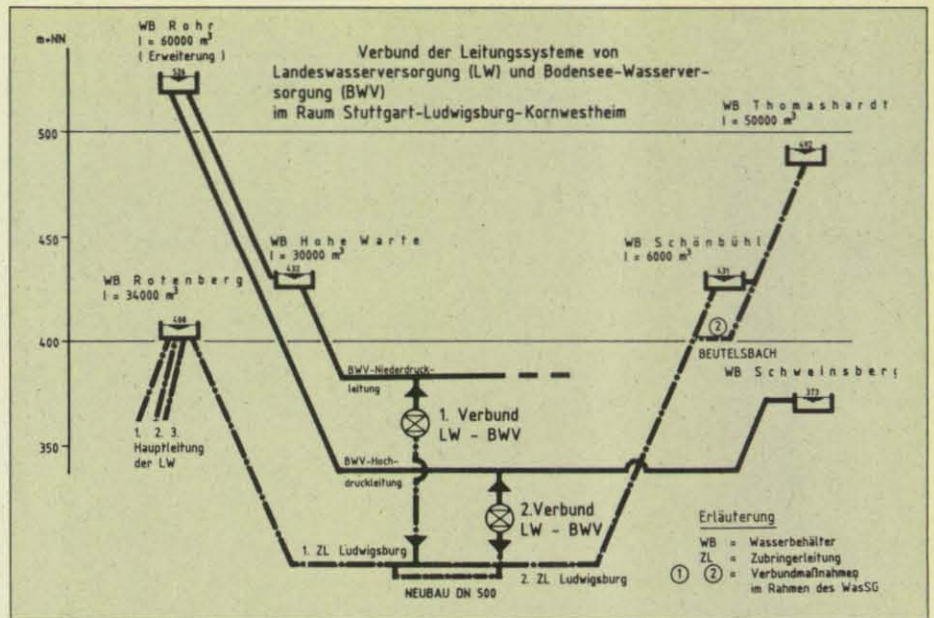 m+NN
WB Rohr
I = 60000 m³
( Erweiterung )
526
Verbund der Leitungssysteme von
Landeswasserversorgung (LW) und Bodensee-Wasserver-
sorgung (BWV)
im Raum Stuttgart-Ludwigsburg-Kornwestheim
WB Thomashardt
I = 50000 m³
492
500
450
400
350
WB Hohe Warte
I = 30000 m³
432
WB Schönbühl
I = 6000 m³
431
WB Rotenberg
I = 34000 m³
408
2
BEUTELSBACH
WB Schweinsberg
373
BWV-Niederdruck-
leitung
1. Verbund
LW - BWV
1. 2. 3.
Hauptleitung
der LW
BWV-Hoch-
druckleitung
2.Verbund
LW - BWV
1. ZL Ludwigsburg
2. ZL Ludwigsburg
NEUBAU DN 500
Erläuterung
WB = Wasserbehälter
ZL = Zubringerleitung
① ② = Verbundmaßnahmen
im Rahmen des WasSG